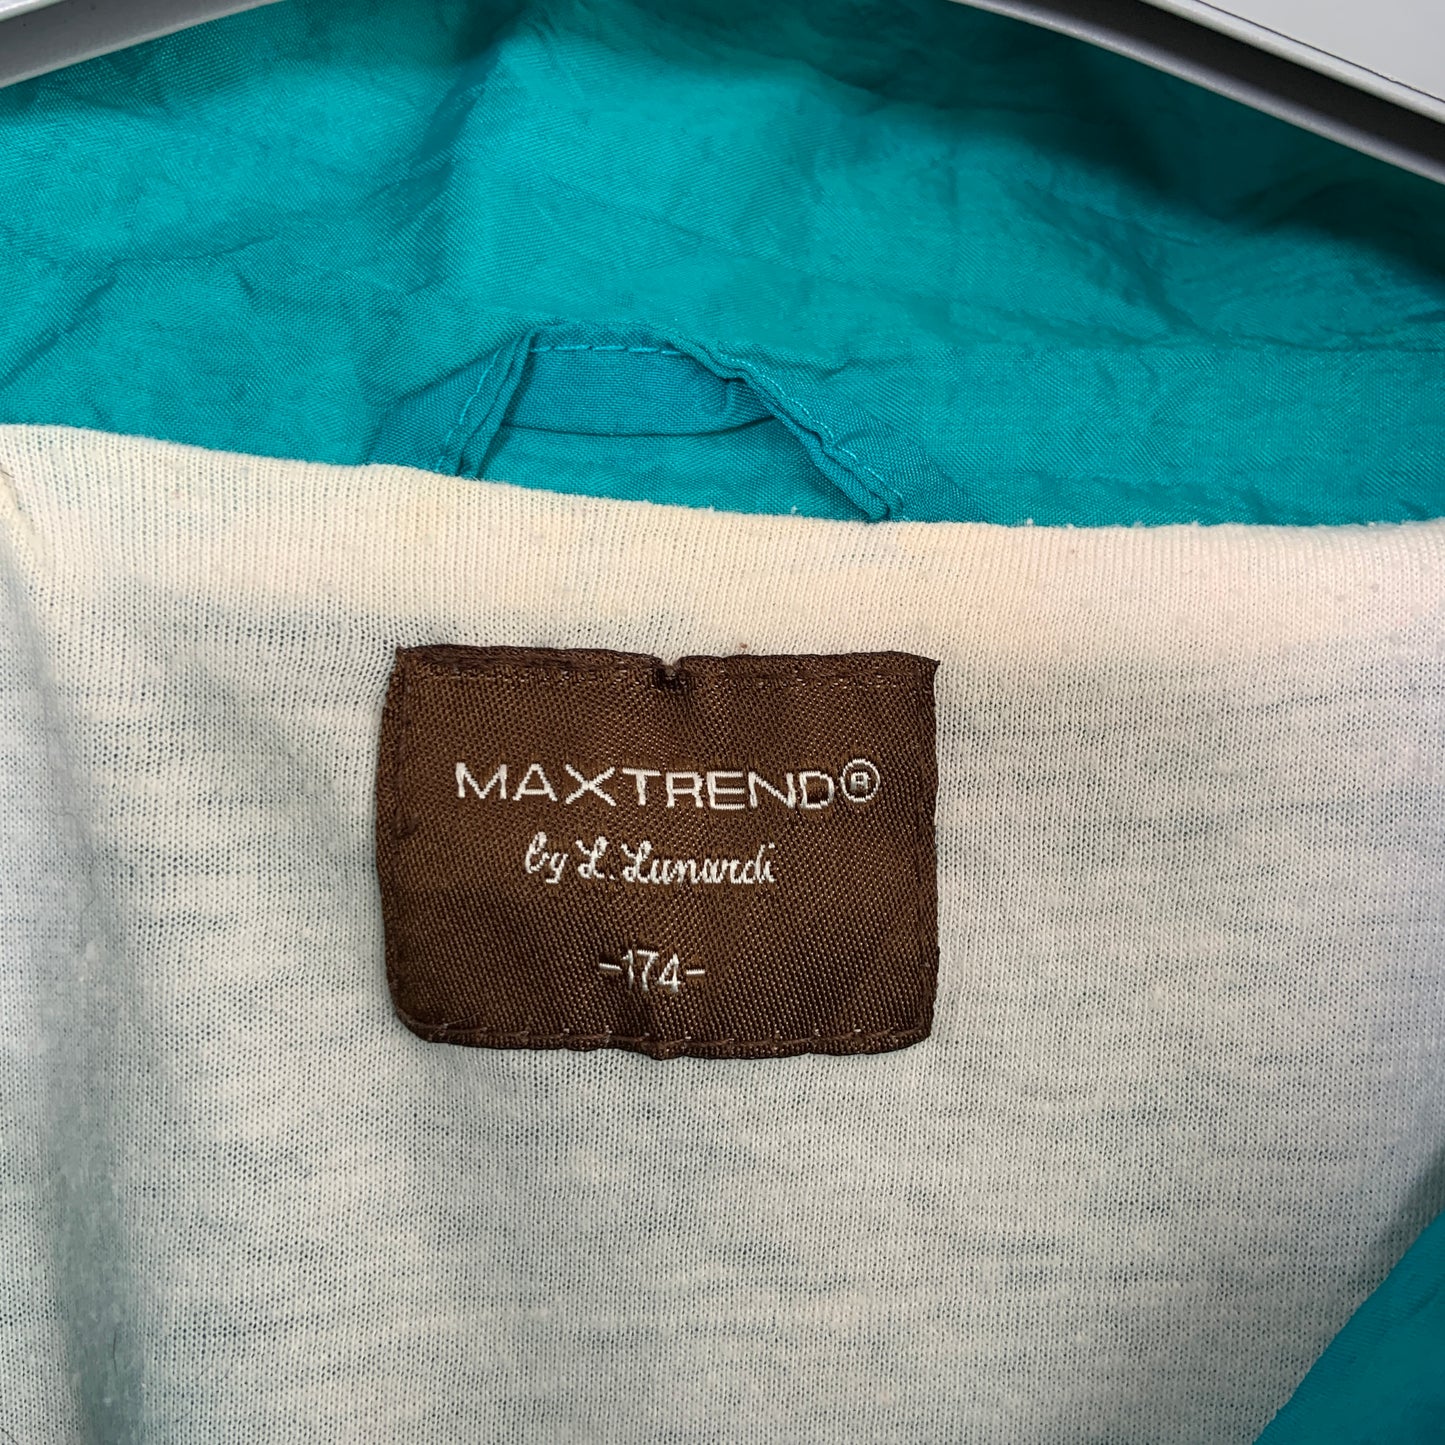 MAXTREND®
by L. Lunardi
-174-